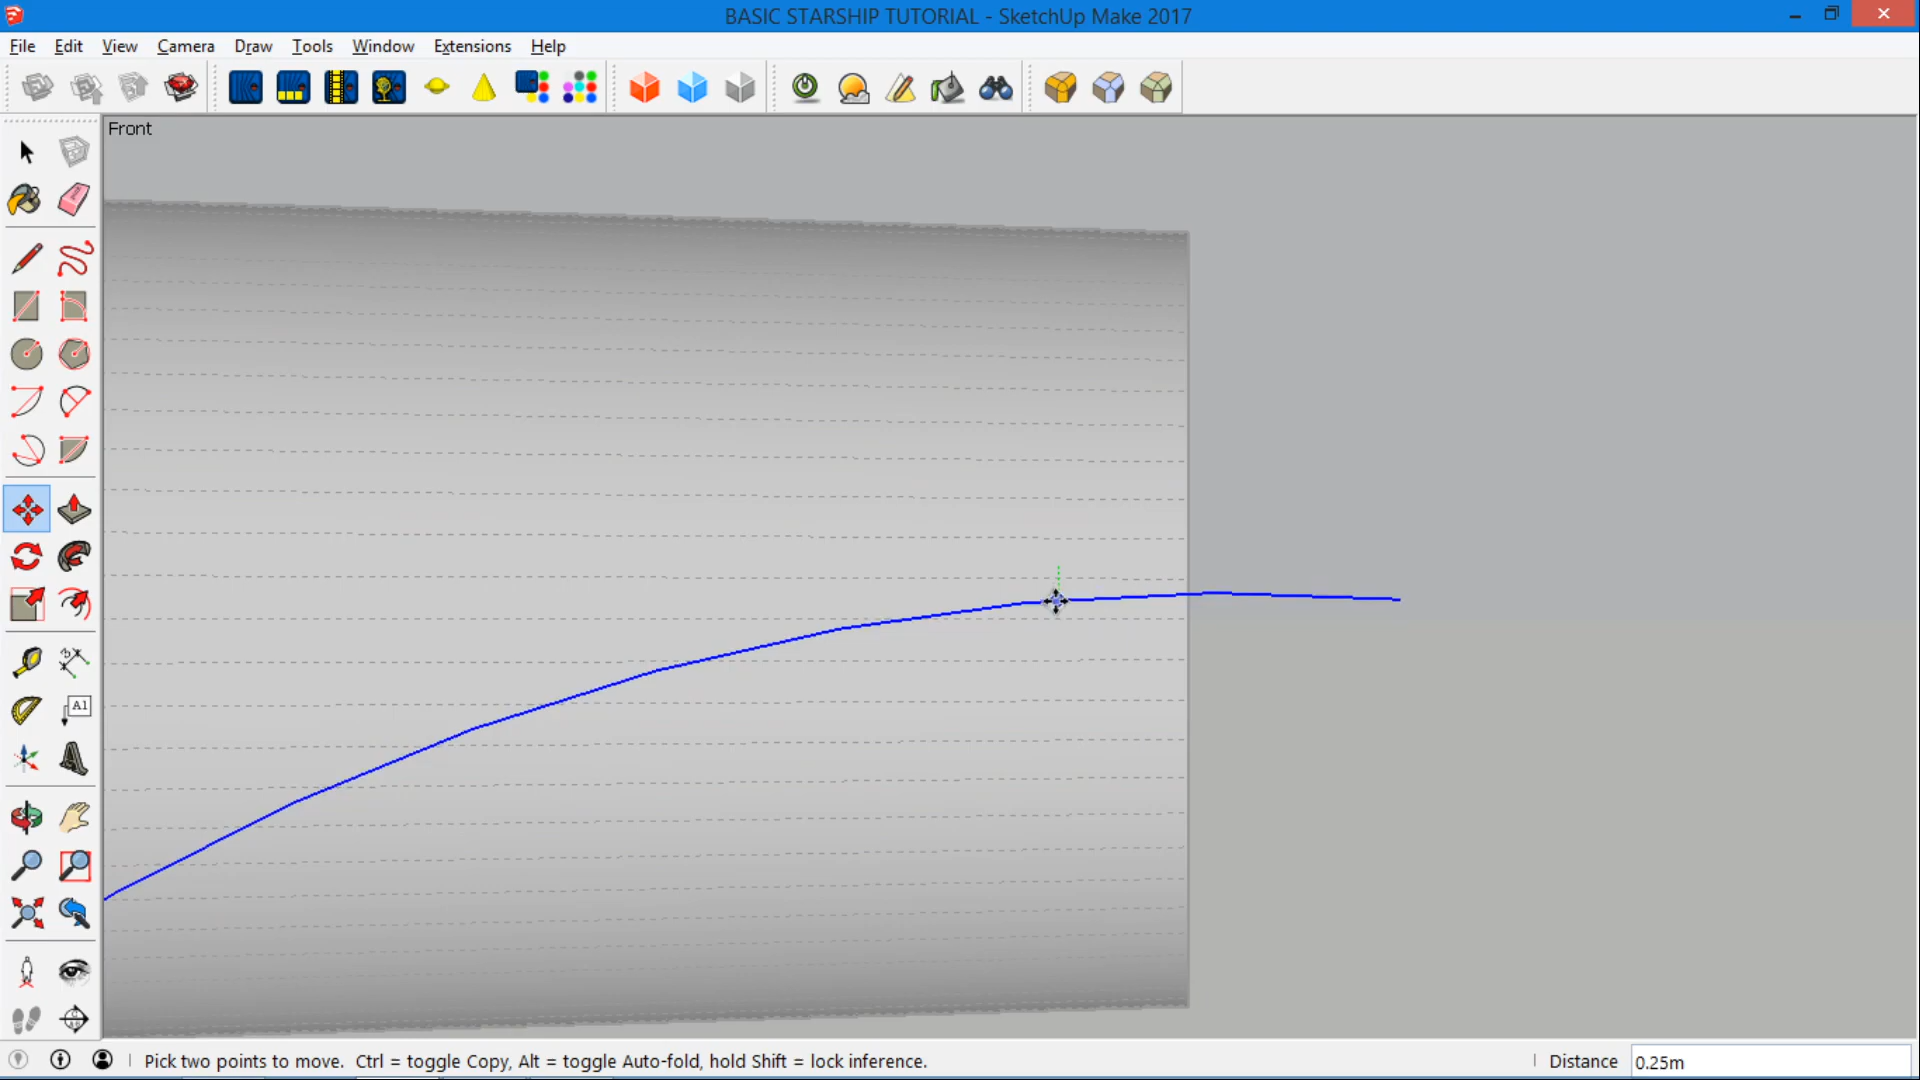 BASIC STARSHIP TUTORIAL - SketchUp Make 2017
File Edit View Camera Draw Tools Window Extensions Help
Front
A1
Pick two points to move. Ctrl = toggle Copy, Alt = toggle Auto-fold, hold Shift = lock inference.
Distance 0.25m